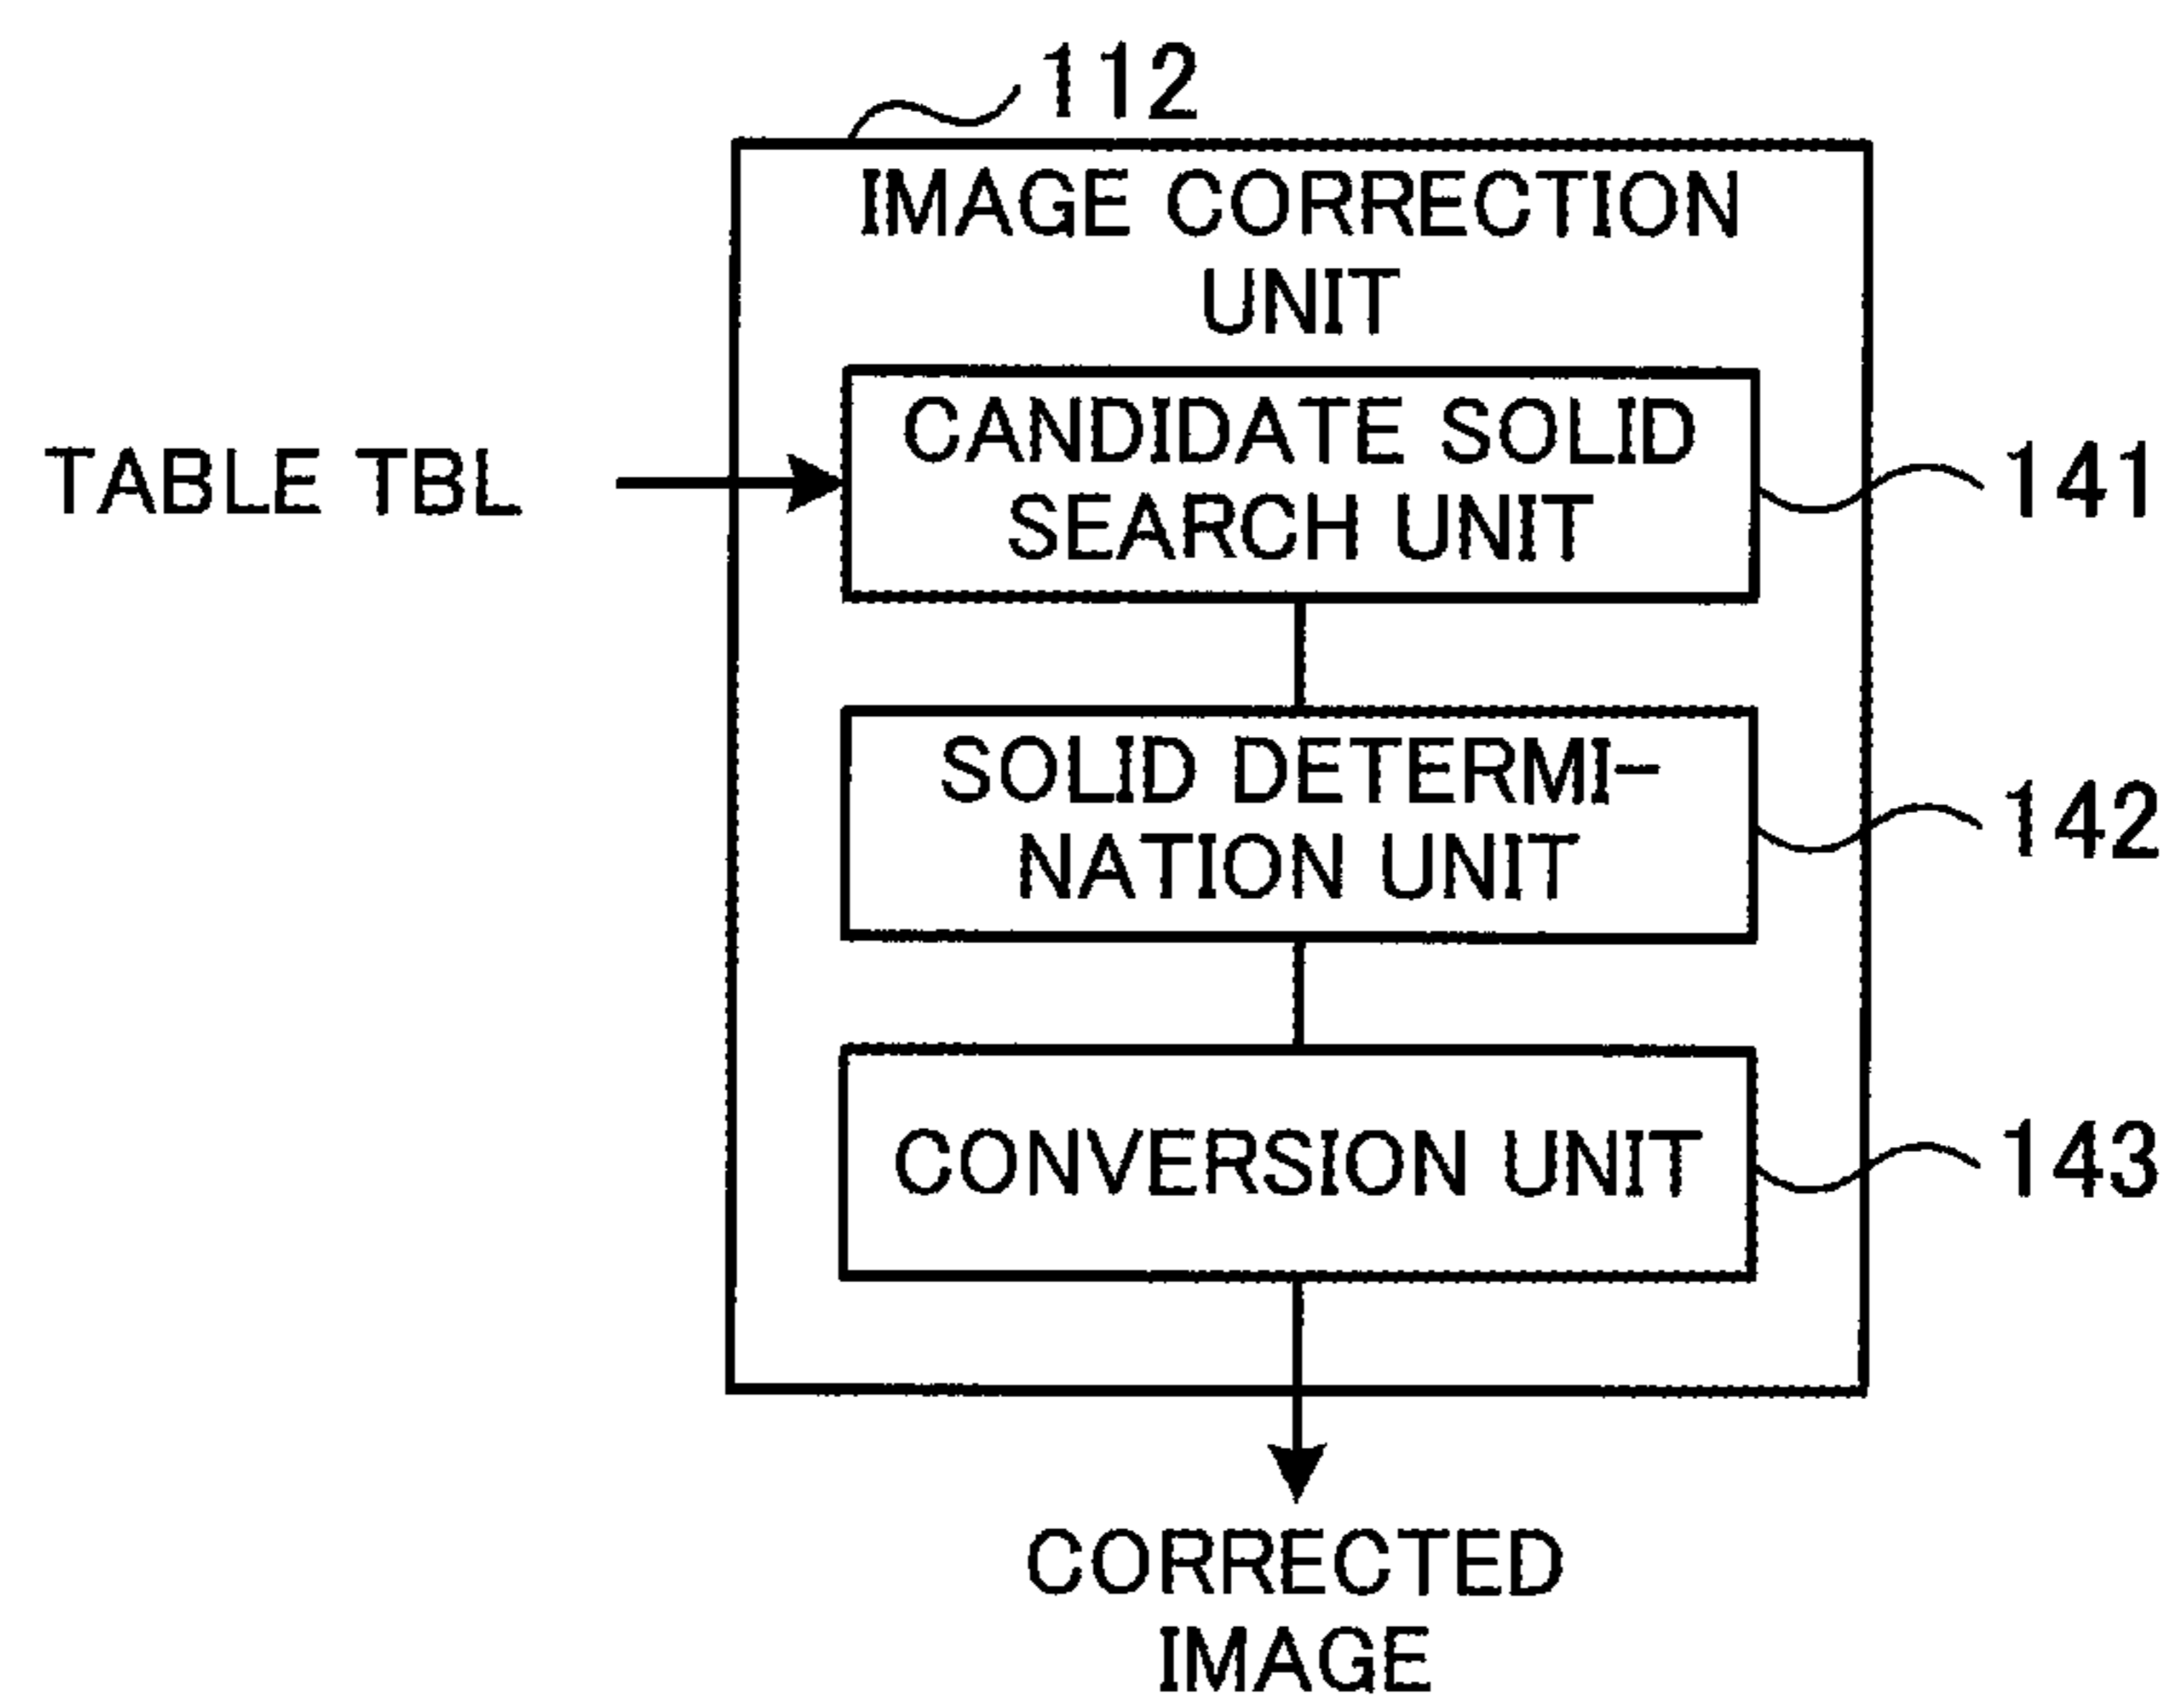 112
IMAGE CORRECTION
UNIT
TABLE TBL
CANDIDATE SOLID
SEARCH UNIT
141
SOLID DETERMI-
NATION UNIT
142
CONVERSION UNIT
143
CORRECTED
IMAGE